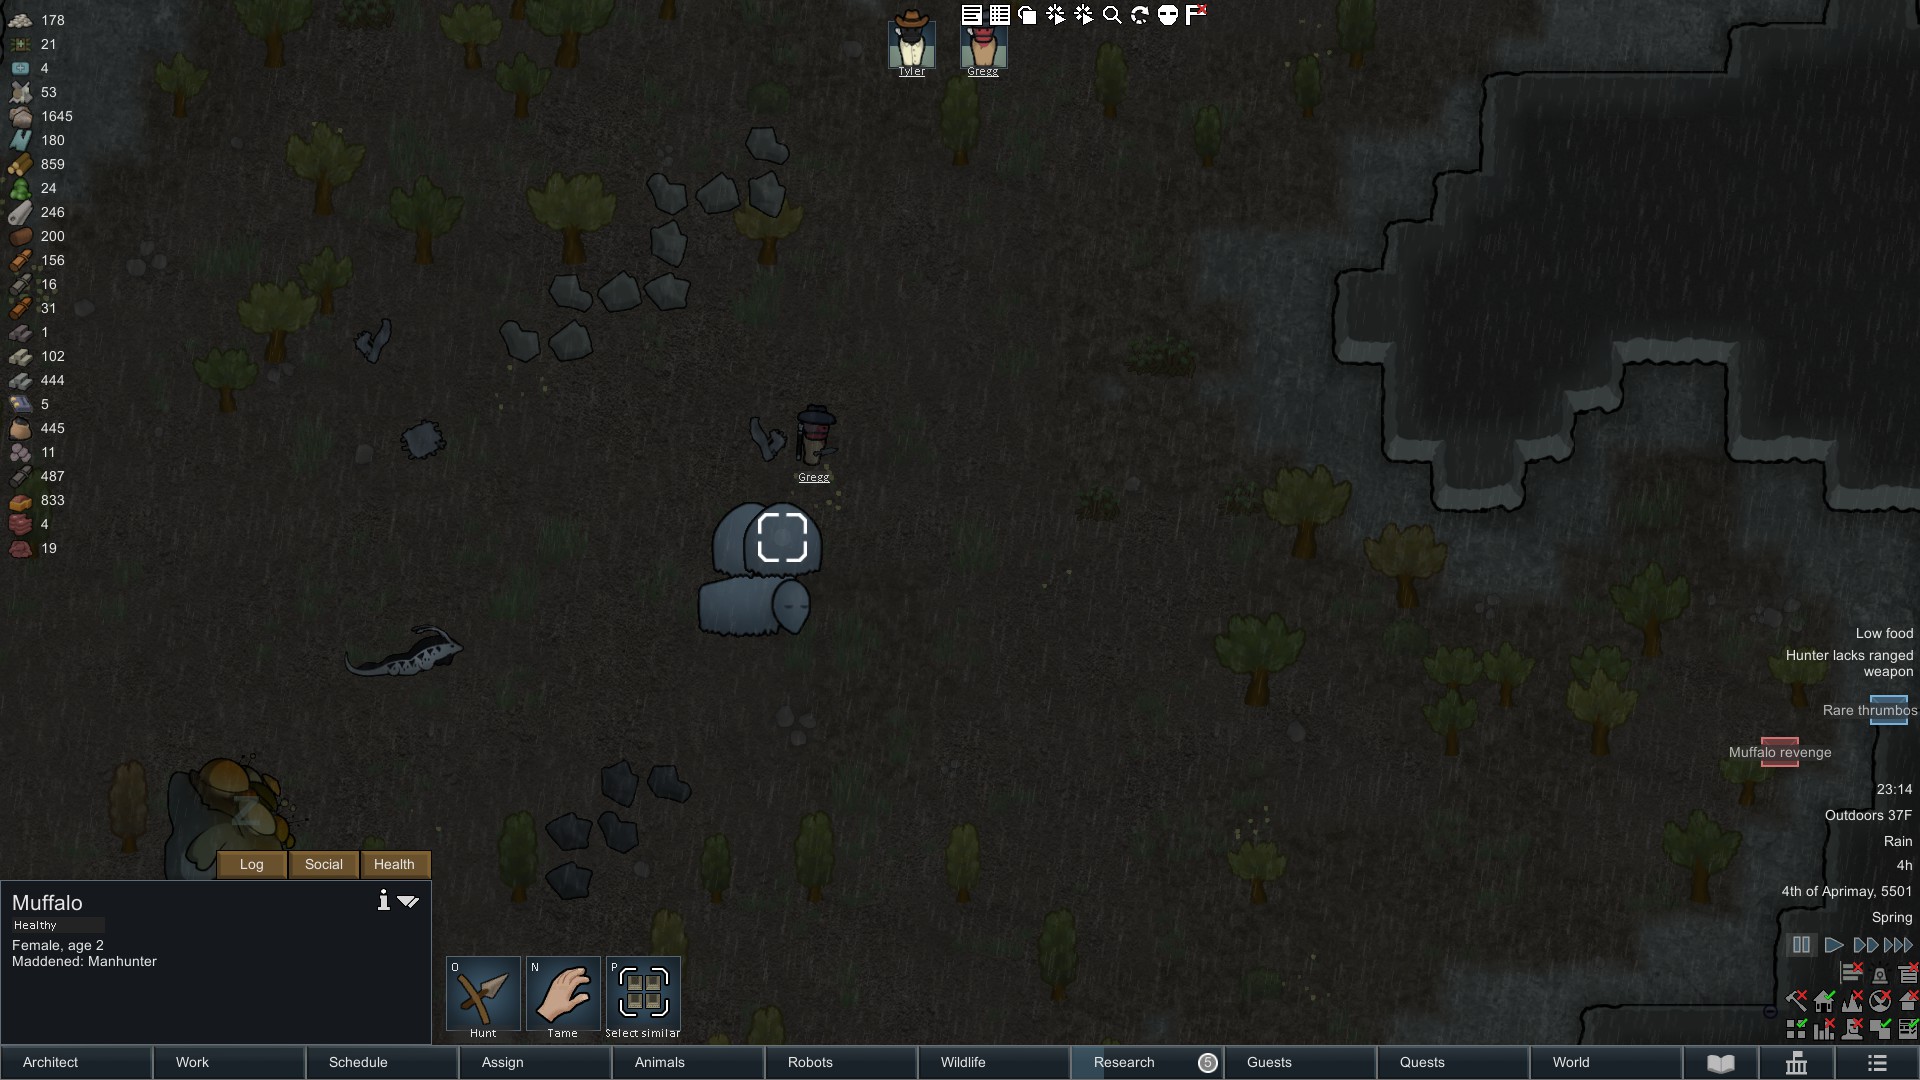 178
21
4
53
1645
180
859
24
246
200
156
16
31
1
102
444
5
445
11
487
833
4
19
Tyler
Gregg
Gregg
Low food
Hunter lacks ranged
weapon
Rare thrumbos
Muffalo revenge
23:14
Outdoors 37F
Rain
4h
4th of Aprimay, 5501
Spring
Log
Social
Health
Muffalo
Healthy
Female, age 2
Maddened: Manhunter
O
Hunt
N
Tame
P
Select similar
Architect
Work
Schedule
Assign
Animals
Robots
Wildlife
Research
5
Guests
Quests
World